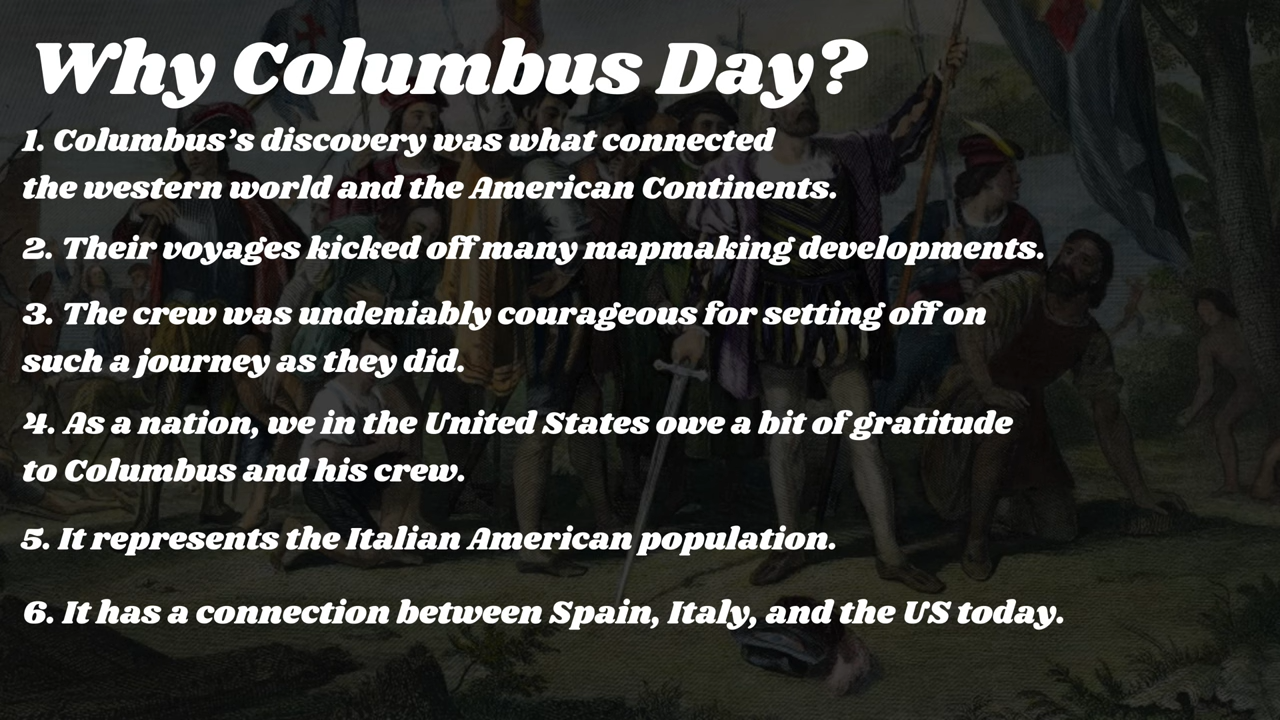 Why Columbus Day?
1. Columbus’s discovery was what connected
the western world and the American Continents.
2. Their voyages kicked off many mapmaking developments.
3. The crew was undeniably courageous for setting off on
such a journey as they did.
4. As a nation, we in the United States owe a bit of gratitude
to Columbus and his crew.
5. It represents the Italian American population.
6. It has a connection between Spain, Italy, and the US today.